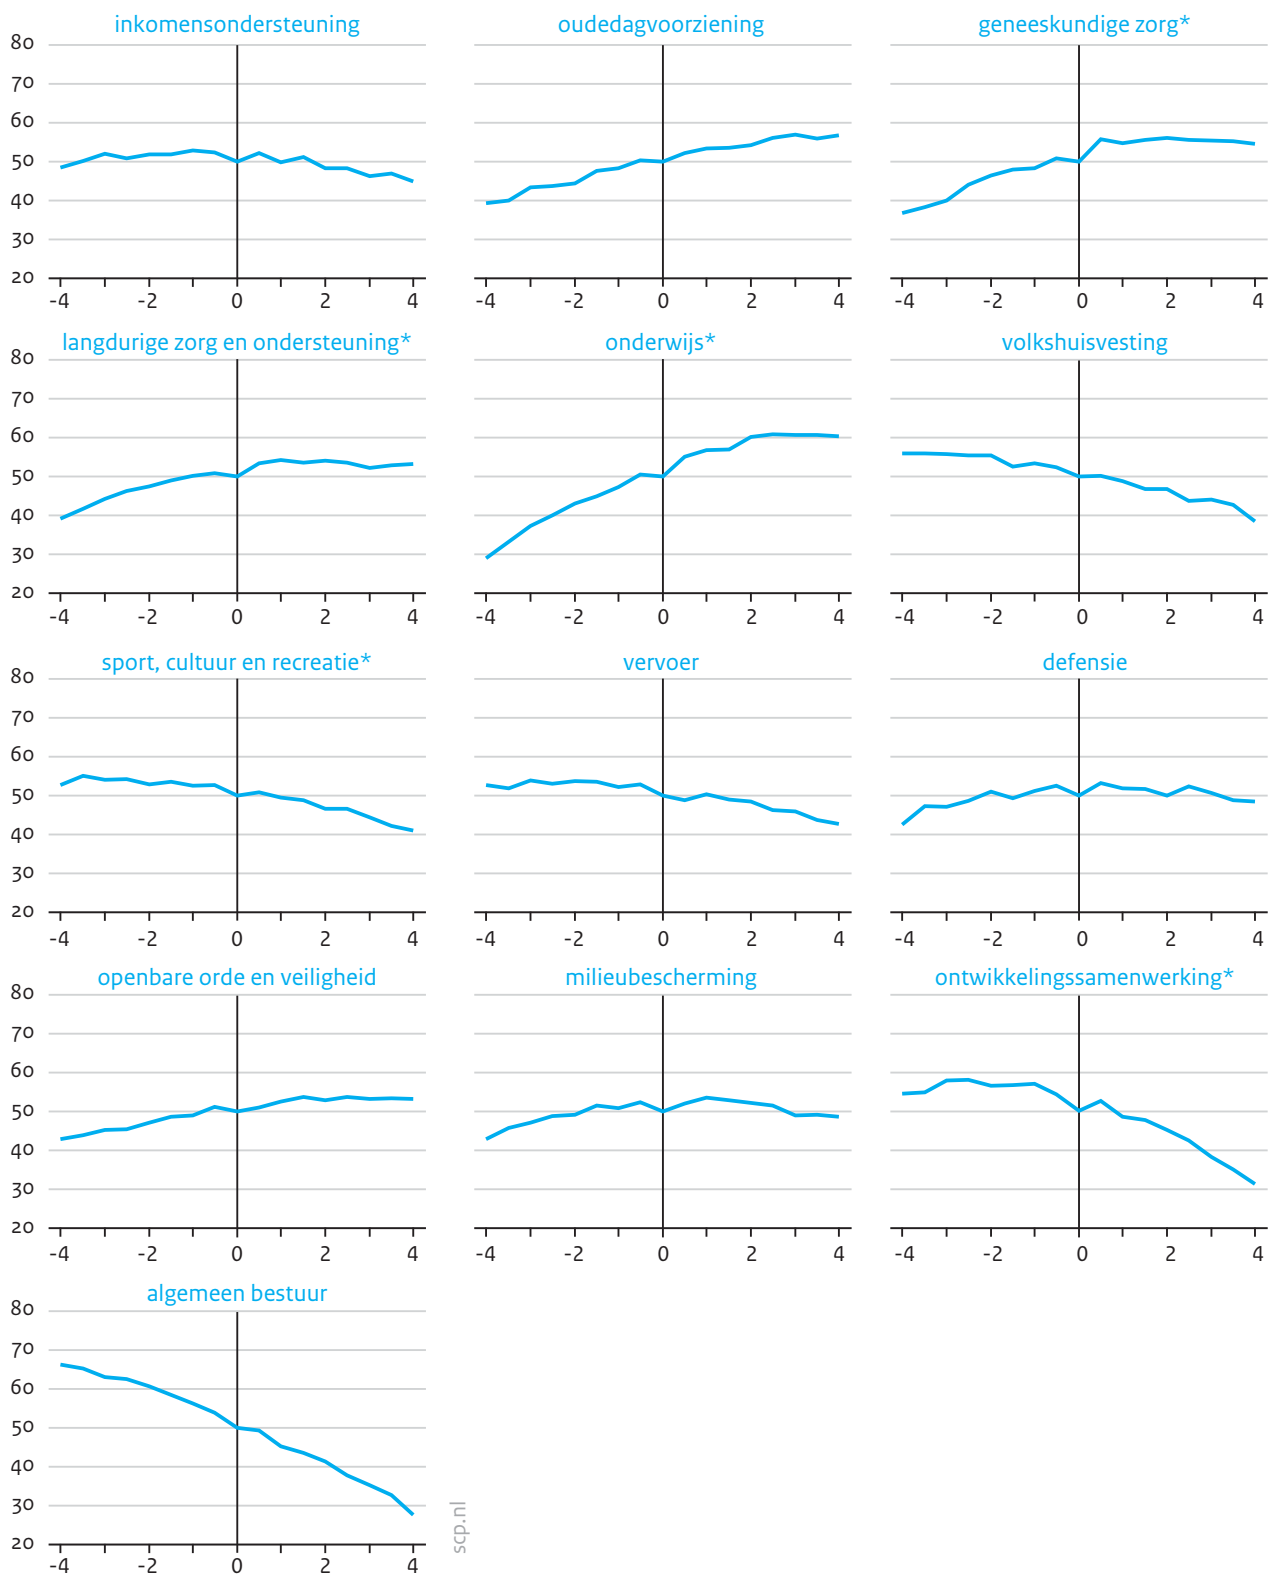 inkomensondersteuning
80
70
60
50
40
30
20
-4 -2 0 2 4
oudedagvoorziening
-4 -2 0 2 4
geneeskundige zorg*
-4 -2 0 2 4
langdurige zorg en ondersteuning*
80
70
60
50
40
30
20
-4 -2 0 2 4
onderwijs*
-4 -2 0 2 4
volkshuisvesting
-4 -2 0 2 4
sport, cultuur en recreatie*
80
70
60
50
40
30
20
-4 -2 0 2 4
vervoer
-4 -2 0 2 4
defensie
-4 -2 0 2 4
openbare orde en veiligheid
80
70
60
50
40
30
20
-4 -2 0 2 4
milieubescherming
-4 -2 0 2 4
ontwikkelingssamenwerking*
-4 -2 0 2 4
algemeen bestuur
80
70
60
50
40
30
20
-4 -2 0 2 4
scp.nl